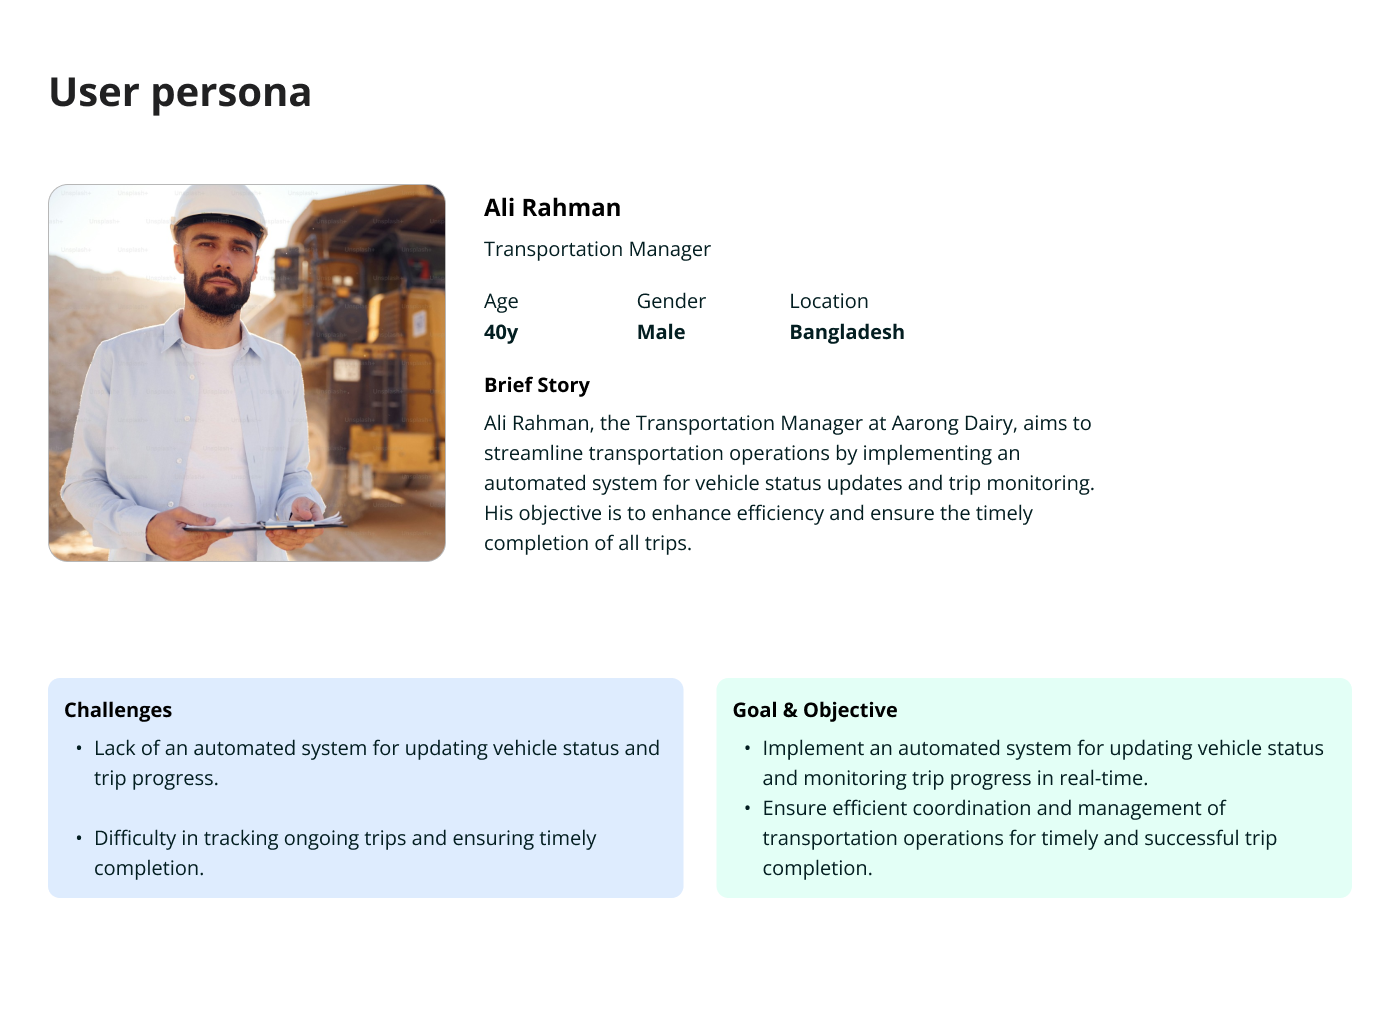 User persona
Ali Rahman
Transportation Manager
Age Gender Location
40y Male Bangladesh
Brief Story
Ali Rahman, the Transportation Manager at Aarong Dairy, aims to
streamline transportation operations by implementing an
automated system for vehicle status updates and trip monitoring.
His objective is to enhance efficiency and ensure the timely
completion of all trips.
Challenges
• Lack of an automated system for updating vehicle status and
trip progress.
• Difficulty in tracking ongoing trips and ensuring timely
completion.
Goal & Objective
• Implement an automated system for updating vehicle status
and monitoring trip progress in real-time.
• Ensure efficient coordination and management of
transportation operations for timely and successful trip
completion.